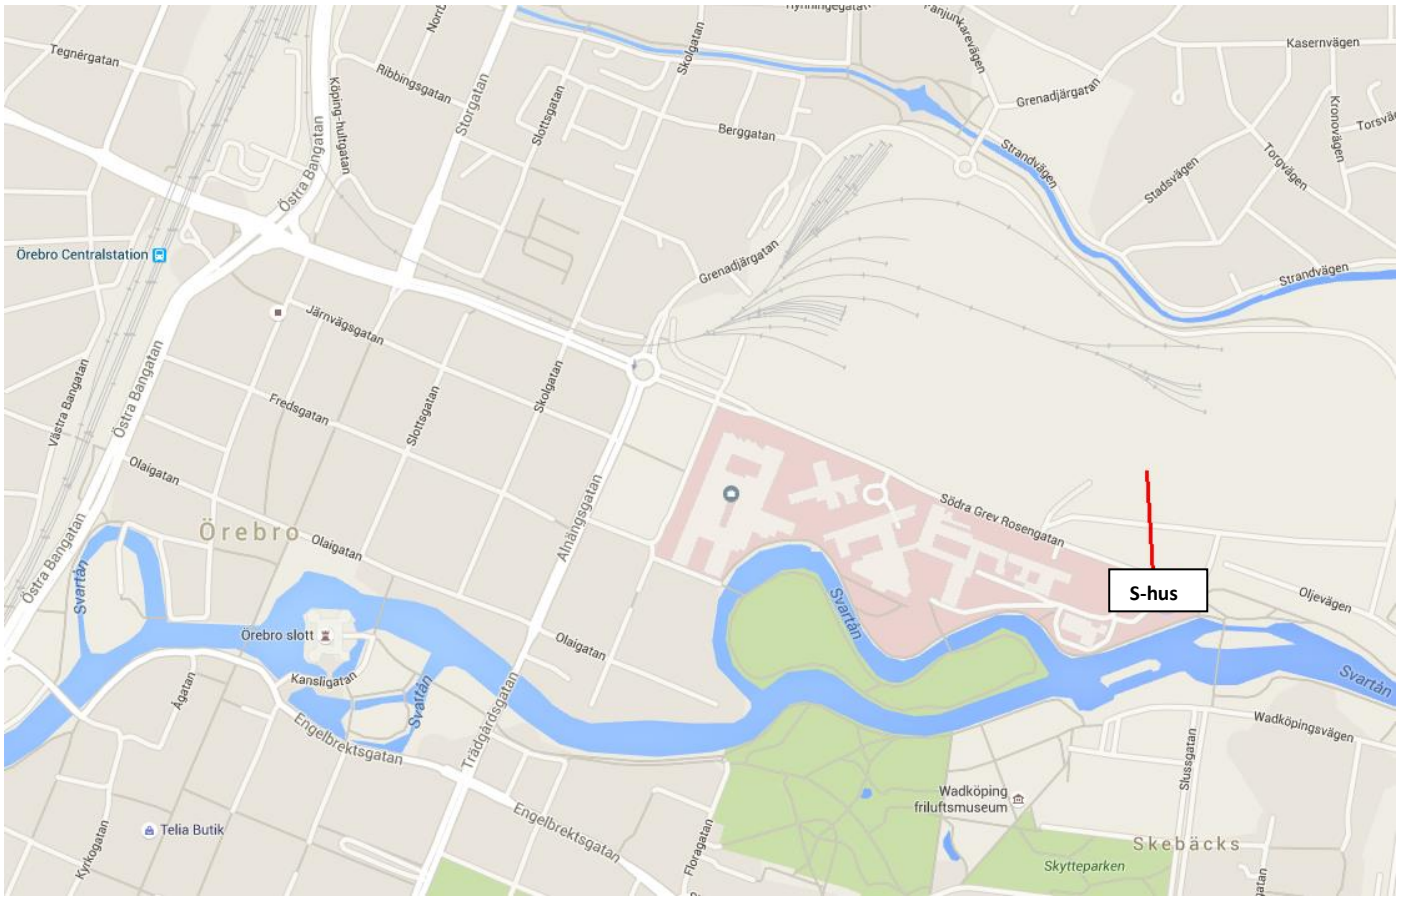 Tegnérgatan
Ribbingsgatan
Storgatan
Skolgatan
Grenadjärgatan
Kasernvägen
Kronovägen
Köping-hultgatan
Östra Bangatan
Slottsgatan
Berggatan
Strandvägen
Stadsvägen
Torgvägen
Örebro Centralstation
Grenadjärgatan
Strandvägen
Järnvägsgatan
Västra Bangatan
Östra Bangatan
Fredsgatan
Slottsgatan
Skolgatan
Olaigatan
Örebro
Olaigatan
Alnängsgatan
Södra Grev Rosengatan
Östra Bangatan
Svartån
Svartån
S-hus
Oljevägen
Örebro slott
Olaigatan
Kansligatan
Svartån
Svartån
Ågatan
Engelbrektsgatan
Trädgårdsgatan
Wadköpingsvägen
Slussgatan
Wadköping
friluftsmuseum
Telia Butik
Kyrkogatan
Engelbrektsgatan
Floragatan
Skebäcks
Skytteparken